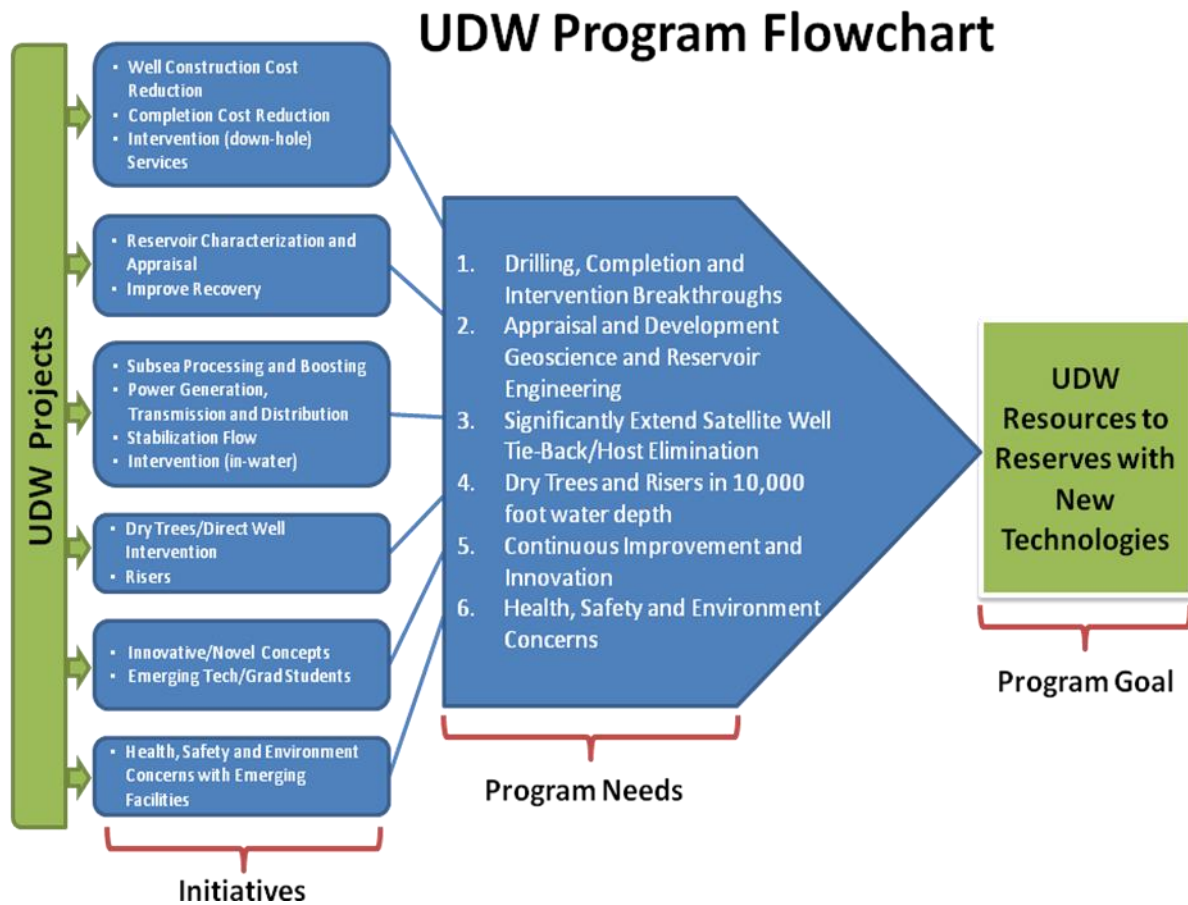 UDW Program Flowchart
UDW Projects
• Well Construction Cost
Reduction
• Completion Cost Reduction
• Intervention (down-hole)
Services
• Reservoir Characterization and
Appraisal
• Improve Recovery
• Subsea Processing and Boosting
• Power Generation,
Transmission and Distribution
• Stabilization Flow
• Intervention (in-water)
• Dry Trees/Direct Well
Intervention
• Risers
• Innovative/Novel Concepts
• Emerging Tech/Grad Students
• Health, Safety and Environment
Concerns with Emerging
Facilities
Initiatives
1. Drilling, Completion and
Intervention Breakthroughs
2. Appraisal and Development
Geoscience and Reservoir
Engineering
3. Significantly Extend Satellite Well
Tie-Back/Host Elimination
4. Dry Trees and Risers in 10,000
foot water depth
5. Continuous Improvement and
Innovation
6. Health, Safety and Environment
Concerns
Program Needs
UDW
Resources to
Reserves with
New
Technologies
Program Goal